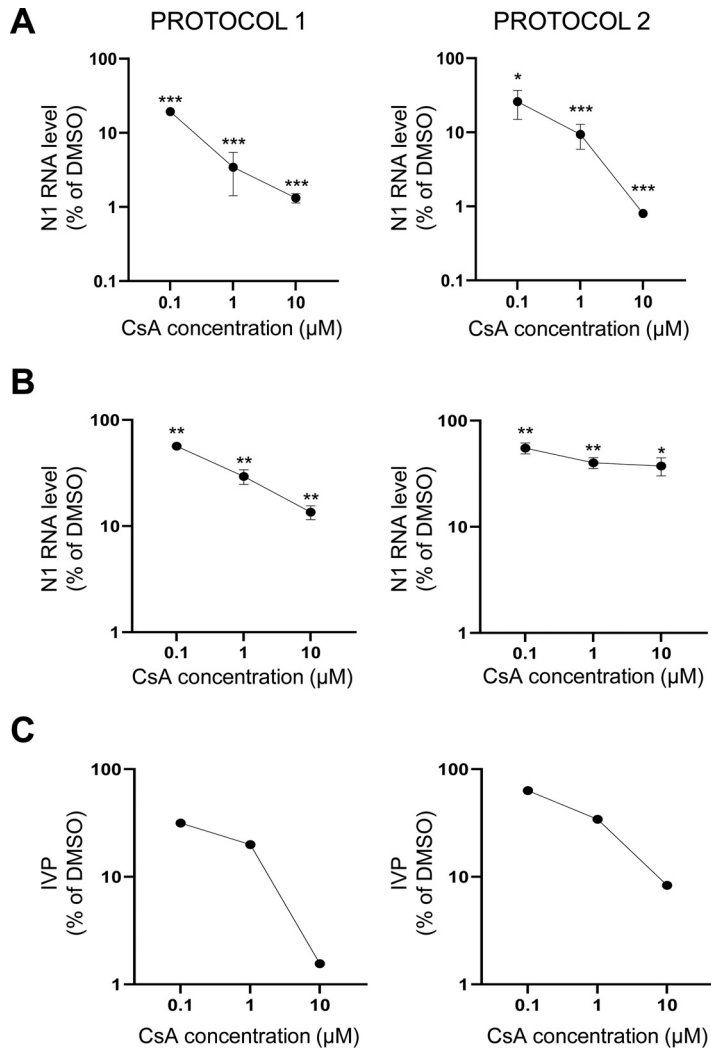 A
PROTOCOL 1
PROTOCOL 2
N1 RNA level
(% of DMSO)
100
10
1
0.1
***
***
***
0.1 1 10
CsA concentration (µM)
N1 RNA level
(% of DMSO)
100
10
1
0.1
*
***
***
0.1 1 10
CsA concentration (µM)
B
N1 RNA level
(% of DMSO)
100
10
1
**
**
**
0.1 1 10
CsA concentration (µM)
N1 RNA level
(% of DMSO)
100
10
1
**
**
*
0.1 1 10
CsA concentration (µM)
C
IVP
(% of DMSO)
100
10
1
0.1 1 10
CsA concentration (µM)
IVP
(% of DMSO)
100
10
1
0.1 1 10
CsA concentration (µM)